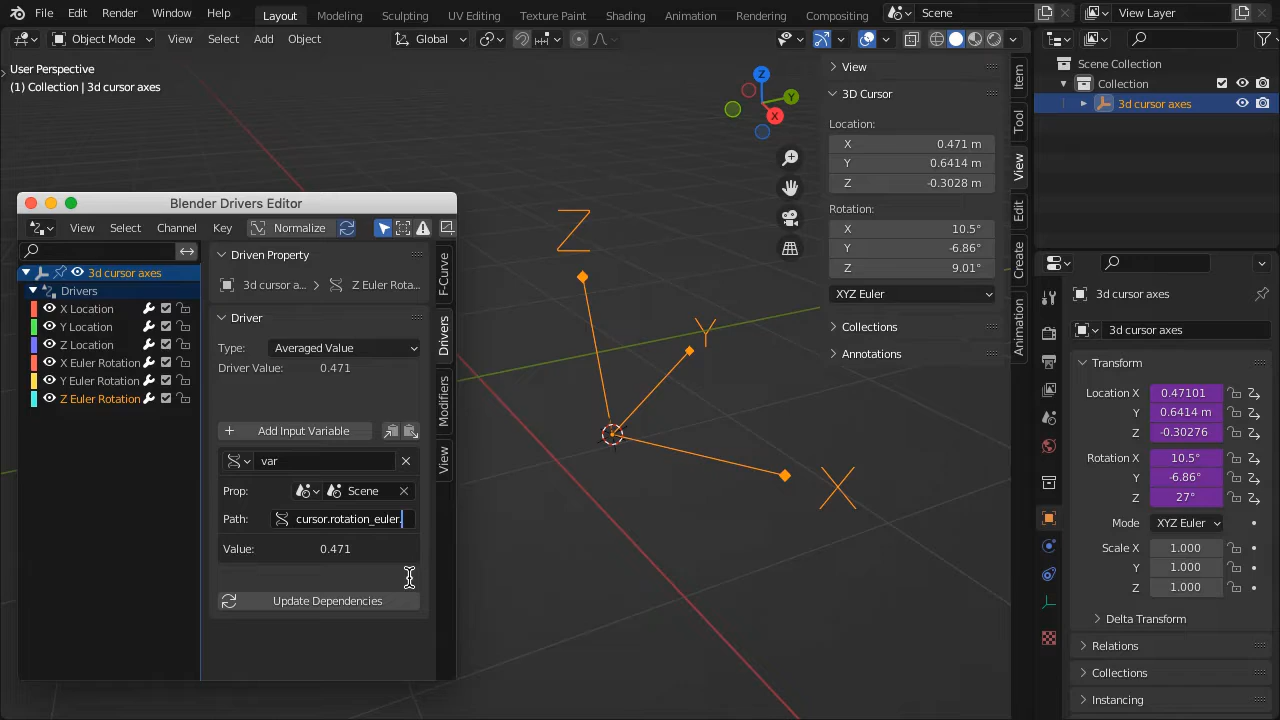 File Edit Render Window Help Layout Modeling Sculpting UV Editing Texture Paint Shading Animation Rendering Compositing Scene View Layer
Object Mode View Select Add Object Global
User Perspective
(1) Collection | 3d cursor axes
Z
Y
X
Z
Y
X
View
3D Cursor
Location:
X 0.471 m
Y 0.6414 m
Z -0.3028 m
Rotation:
X 10.5°
Y -6.86°
Z 9.01°
XYZ Euler
Collections
Annotations
Item
Tool
View
Edit
Create
Animation
Blender Drivers Editor
View Select Channel Key Normalize
3d cursor axes
Drivers
X Location
Y Location
Z Location
X Euler Rotation
Y Euler Rotation
Z Euler Rotation
Driven Property
3d cursor a... Z Euler Rota...
Driver
Type: Averaged Value
Driver Value: 0.471
+ Add Input Variable
var
Prop: Scene
Path: cursor.rotation_euler.
Value: 0.471
Update Dependencies
F-Curve
Drivers
Modifiers
View
Scene Collection
Collection
3d cursor axes
3d cursor axes
3d cursor axes
Transform
Location X 0.47101
Y 0.6414 m
Z -0.30276
Rotation X 10.5°
Y -6.86°
Z 27°
Mode XYZ Euler
Scale X 1.000
Y 1.000
Z 1.000
Delta Transform
Relations
Collections
Instancing